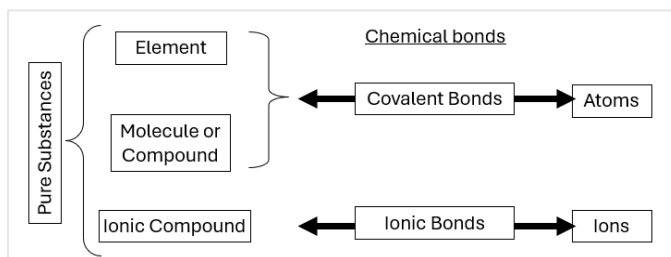 Pure Substances
Element
Molecule or
Compound
Ionic Compound
Chemical bonds
Covalent Bonds
Atoms
Ionic Bonds
Ions